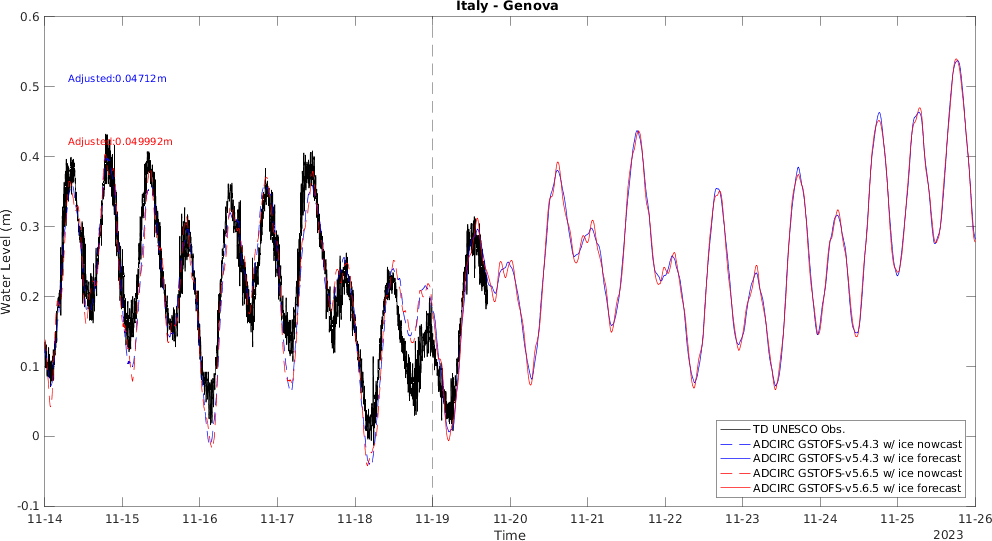 Italy - Genova
0.6
0.5
0.4
0.3
0.2
0.1
0
-0.1
Water Level (m)
Adjusted:0.04712m
Adjusted:0.049992m
TD UNESCO Obs.
ADCIRC GSTOFS-v5.4.3 w/ ice nowcast
ADCIRC GSTOFS-v5.4.3 w/ ice forecast
ADCIRC GSTOFS-v5.6.5 w/ ice nowcast
ADCIRC GSTOFS-v5.6.5 w/ ice forecast
11-14 11-15 11-16 11-17 11-18 11-19 11-20 11-21 11-22 11-23 11-24 11-25 11-26
Time
2023